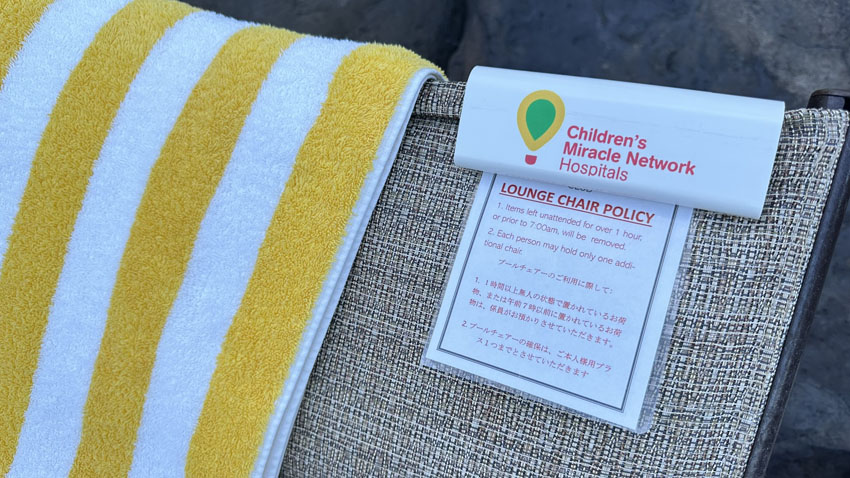 Children's
Miracle Network
Hospitals
LOUNGE CHAIR POLICY
1. Items left unattended for over 1 hour,
or prior to 7:00am, will be removed.
2. Each person may hold only one addi-
tional chair.
プールチェアーのご利用に際して:
1. 1時間以上無人の状態で置かれているお荷
物、または午前7時以前に置かれているお荷
物は、係員がお預かりさせていただきます。
2. プールチェアーの確保は、ご本人様用プラ
ス1つまでとさせていただきます